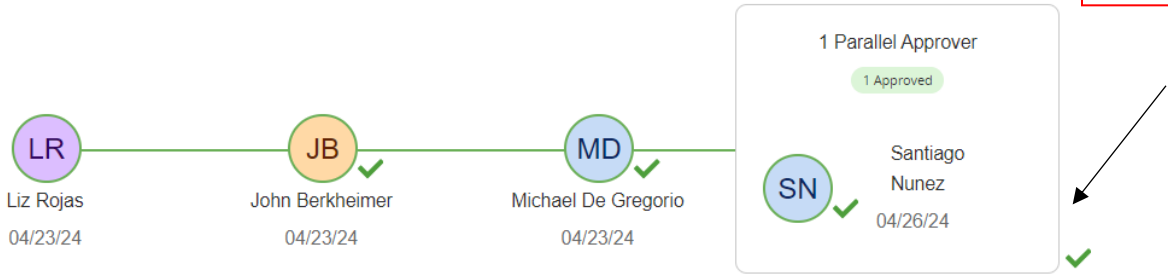 1 Parallel Approver
1 Approved
LR
JB
MD
SN
Santiago
Nunez
04/26/24
Liz Rojas
John Berkheimer
Michael De Gregorio
04/23/24
04/23/24
04/23/24